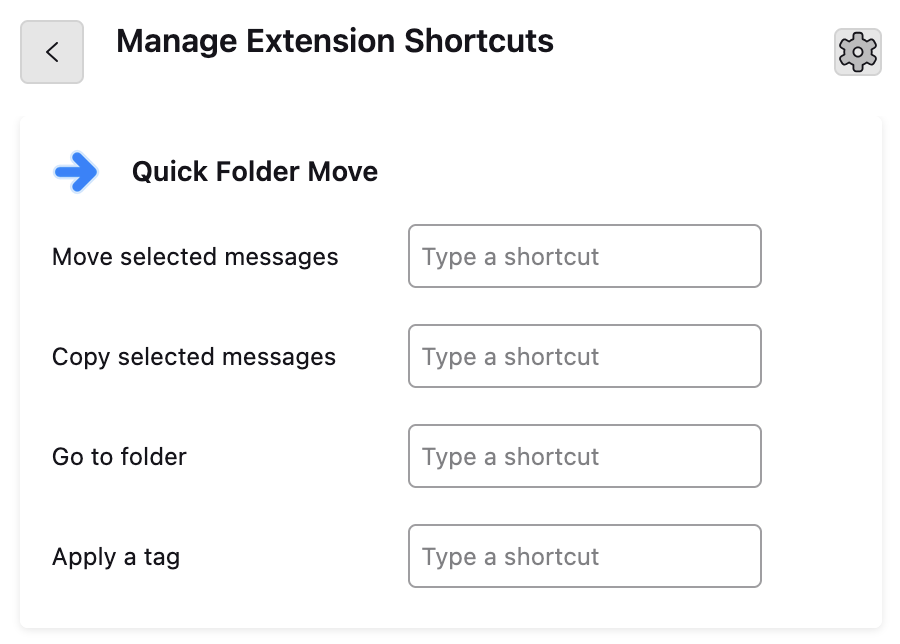 Manage Extension Shortcuts
Quick Folder Move
Move selected messages Type a shortcut
Copy selected messages Type a shortcut
Go to folder Type a shortcut
Apply a tag Type a shortcut